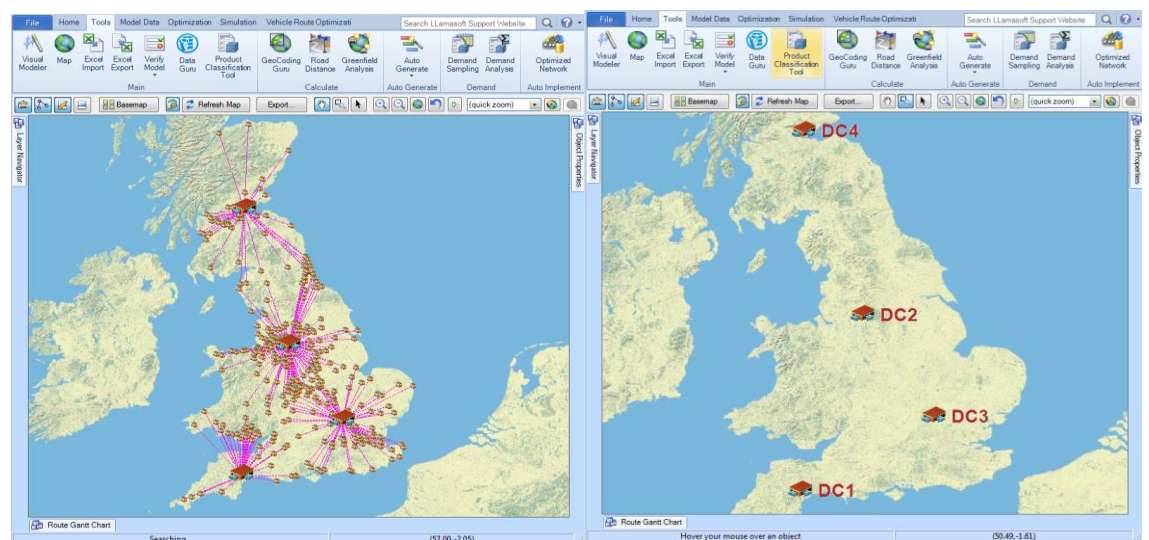 File Home Tools Model Data Optimization Simulation Vehicle Route Optimizati Search LLamasoft Support Website
Visual Modeler Map Excel Import Excel Export Verify Model Data Guru Product Classification Tool GeoCoding Guru Road Distance Greenfield Analysis Auto Generate Demand Sampling Demand Analysis Optimized Network
Main Calculate Auto Generate Demand Auto Implement
Basemap Refresh Map Export... (quick zoom)
Layer Navigator
Object Properties
Route Gantt Chart
Searching (57.00,-2.05)
File Home Tools Model Data Optimization Simulation Vehicle Route Optimizati Search LLamasoft Support Website
Visual Modeler Map Excel Import Excel Export Verify Model Data Guru Product Classification Tool GeoCoding Guru Road Distance Greenfield Analysis Auto Generate Demand Sampling Demand Analysis Optimized Network
Main Calculate Auto Generate Demand Auto Implement
Basemap Refresh Map Export... (quick zoom)
Layer Navigator
Object Properties
DC4
DC2
DC3
DC1
Route Gantt Chart
Hover your mouse over an object (50.49,-1.61)